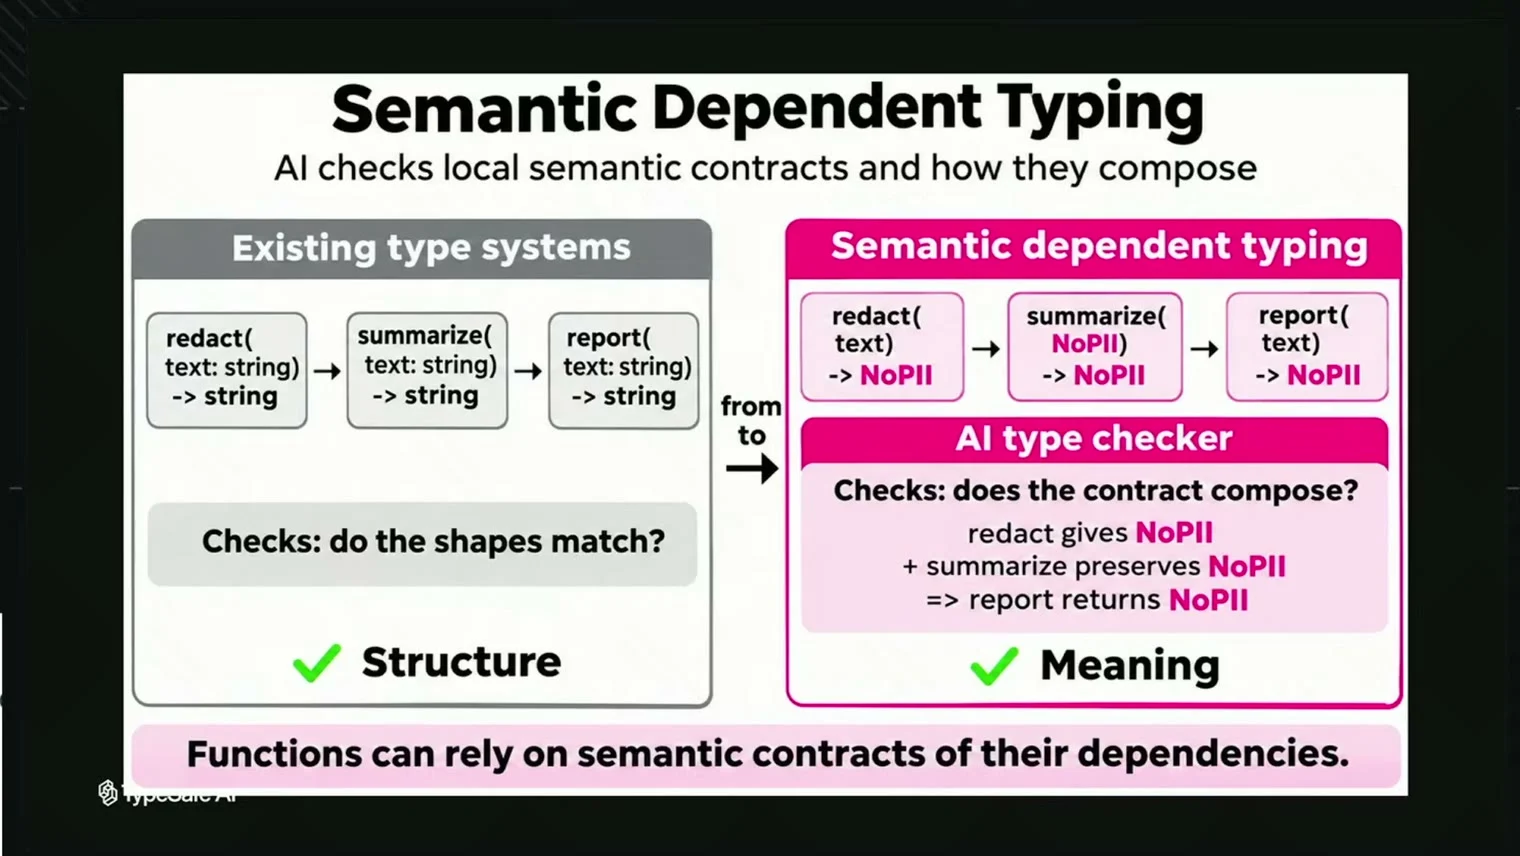 Semantic Dependent Typing
AI checks local semantic contracts and how they compose
Existing type systems
redact(
text: string)
-> string
→
summarize(
text: string)
-> string
→
report(
text: string)
-> string
Checks: do the shapes match?
Structure
from
to
→
Semantic dependent typing
redact(
text)
-> NoPII
→
summarize(
NoPII)
-> NoPII
→
report(
text)
-> NoPII
AI type checker
Checks: does the contract compose?
redact gives NoPII
+ summarize preserves NoPII
=> report returns NoPII
Meaning
Functions can rely on semantic contracts of their dependencies.
TypeSafe AI